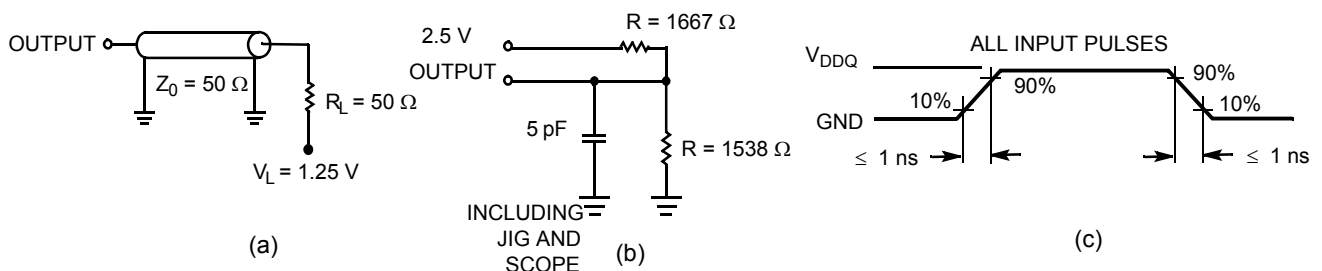 OUTPUT
Z0 = 50 Ω
RL = 50 Ω
VL = 1.25 V
(a)
R = 1667 Ω
2.5 V
OUTPUT
5 pF
R = 1538 Ω
INCLUDING
JIG AND
SCOPE
(b)
ALL INPUT PULSES
VDDQ
GND
10%
90%
90%
10%
≤ 1 ns
≤ 1 ns
(c)